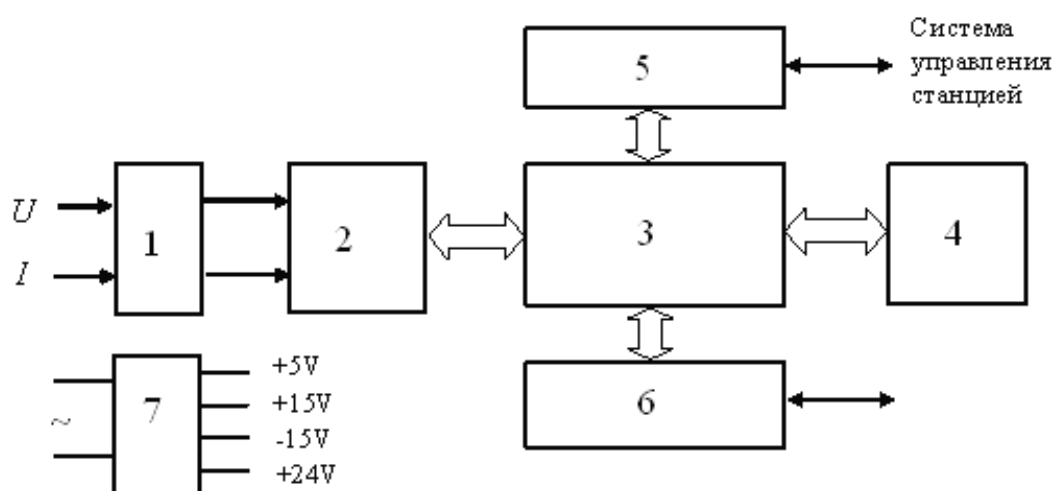 5
Система
управления
станцией
U
I
1
2
3
4
~
7
+5V
+15V
-15V
+24V
6